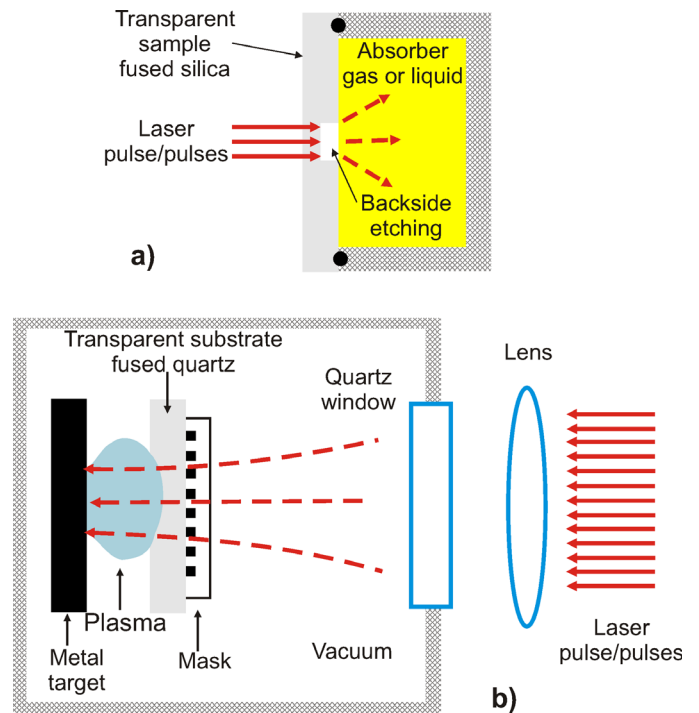 Transparent
sample
fused silica
Absorber
gas or liquid
Laser
pulse/pulses
Backside
etching
a)
Transparent substrate
fused quartz
Quartz
window
Lens
Plasma
Metal
target
Mask
Vacuum
Laser
pulse/pulses
b)